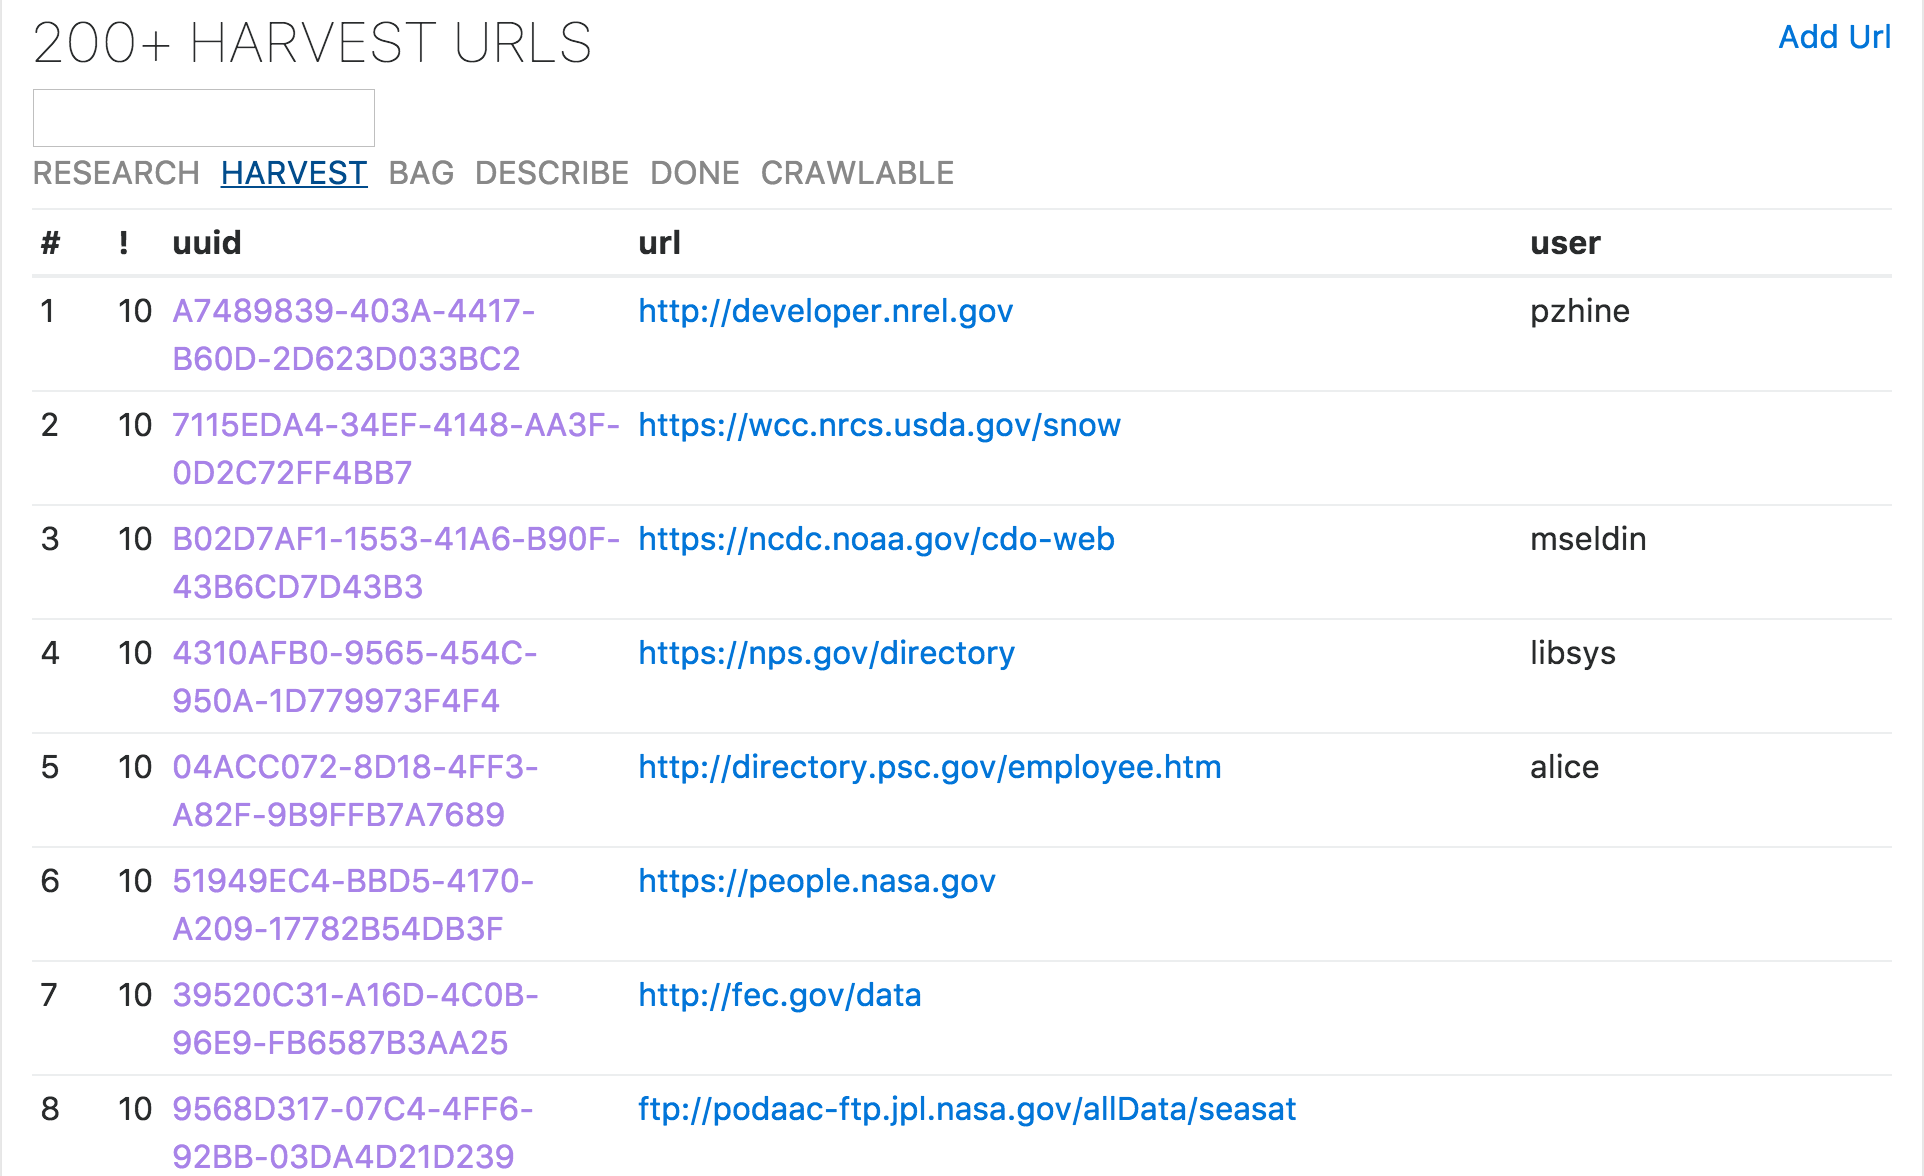 200+ HARVEST URLS Add Url
RESEARCH HARVEST BAG DESCRIBE DONE CRAWLABLE
# ! uuid url user
1 10 A7489839-403A-4417- http://developer.nrel.gov pzhine
B60D-2D623D033BC2
2 10 7115EDA4-34EF-4148-AA3F- https://wcc.nrcs.usda.gov/snow
0D2C72FF4BB7
3 10 B02D7AF1-1553-41A6-B90F- https://ncdc.noaa.gov/cdo-web mseldin
43B6CD7D43B3
4 10 4310AFB0-9565-454C- https://nps.gov/directory libsys
950A-1D779973F4F4
5 10 04ACC072-8D18-4FF3- http://directory.psc.gov/employee.htm alice
A82F-9B9FFB7A7689
6 10 51949EC4-BBD5-4170- https://people.nasa.gov
A209-17782B54DB3F
7 10 39520C31-A16D-4C0B- http://fec.gov/data
96E9-FB6587B3AA25
8 10 9568D317-07C4-4FF6- ftp://podaac-ftp.jpl.nasa.gov/allData/seasat
92BB-03DA4D21D239